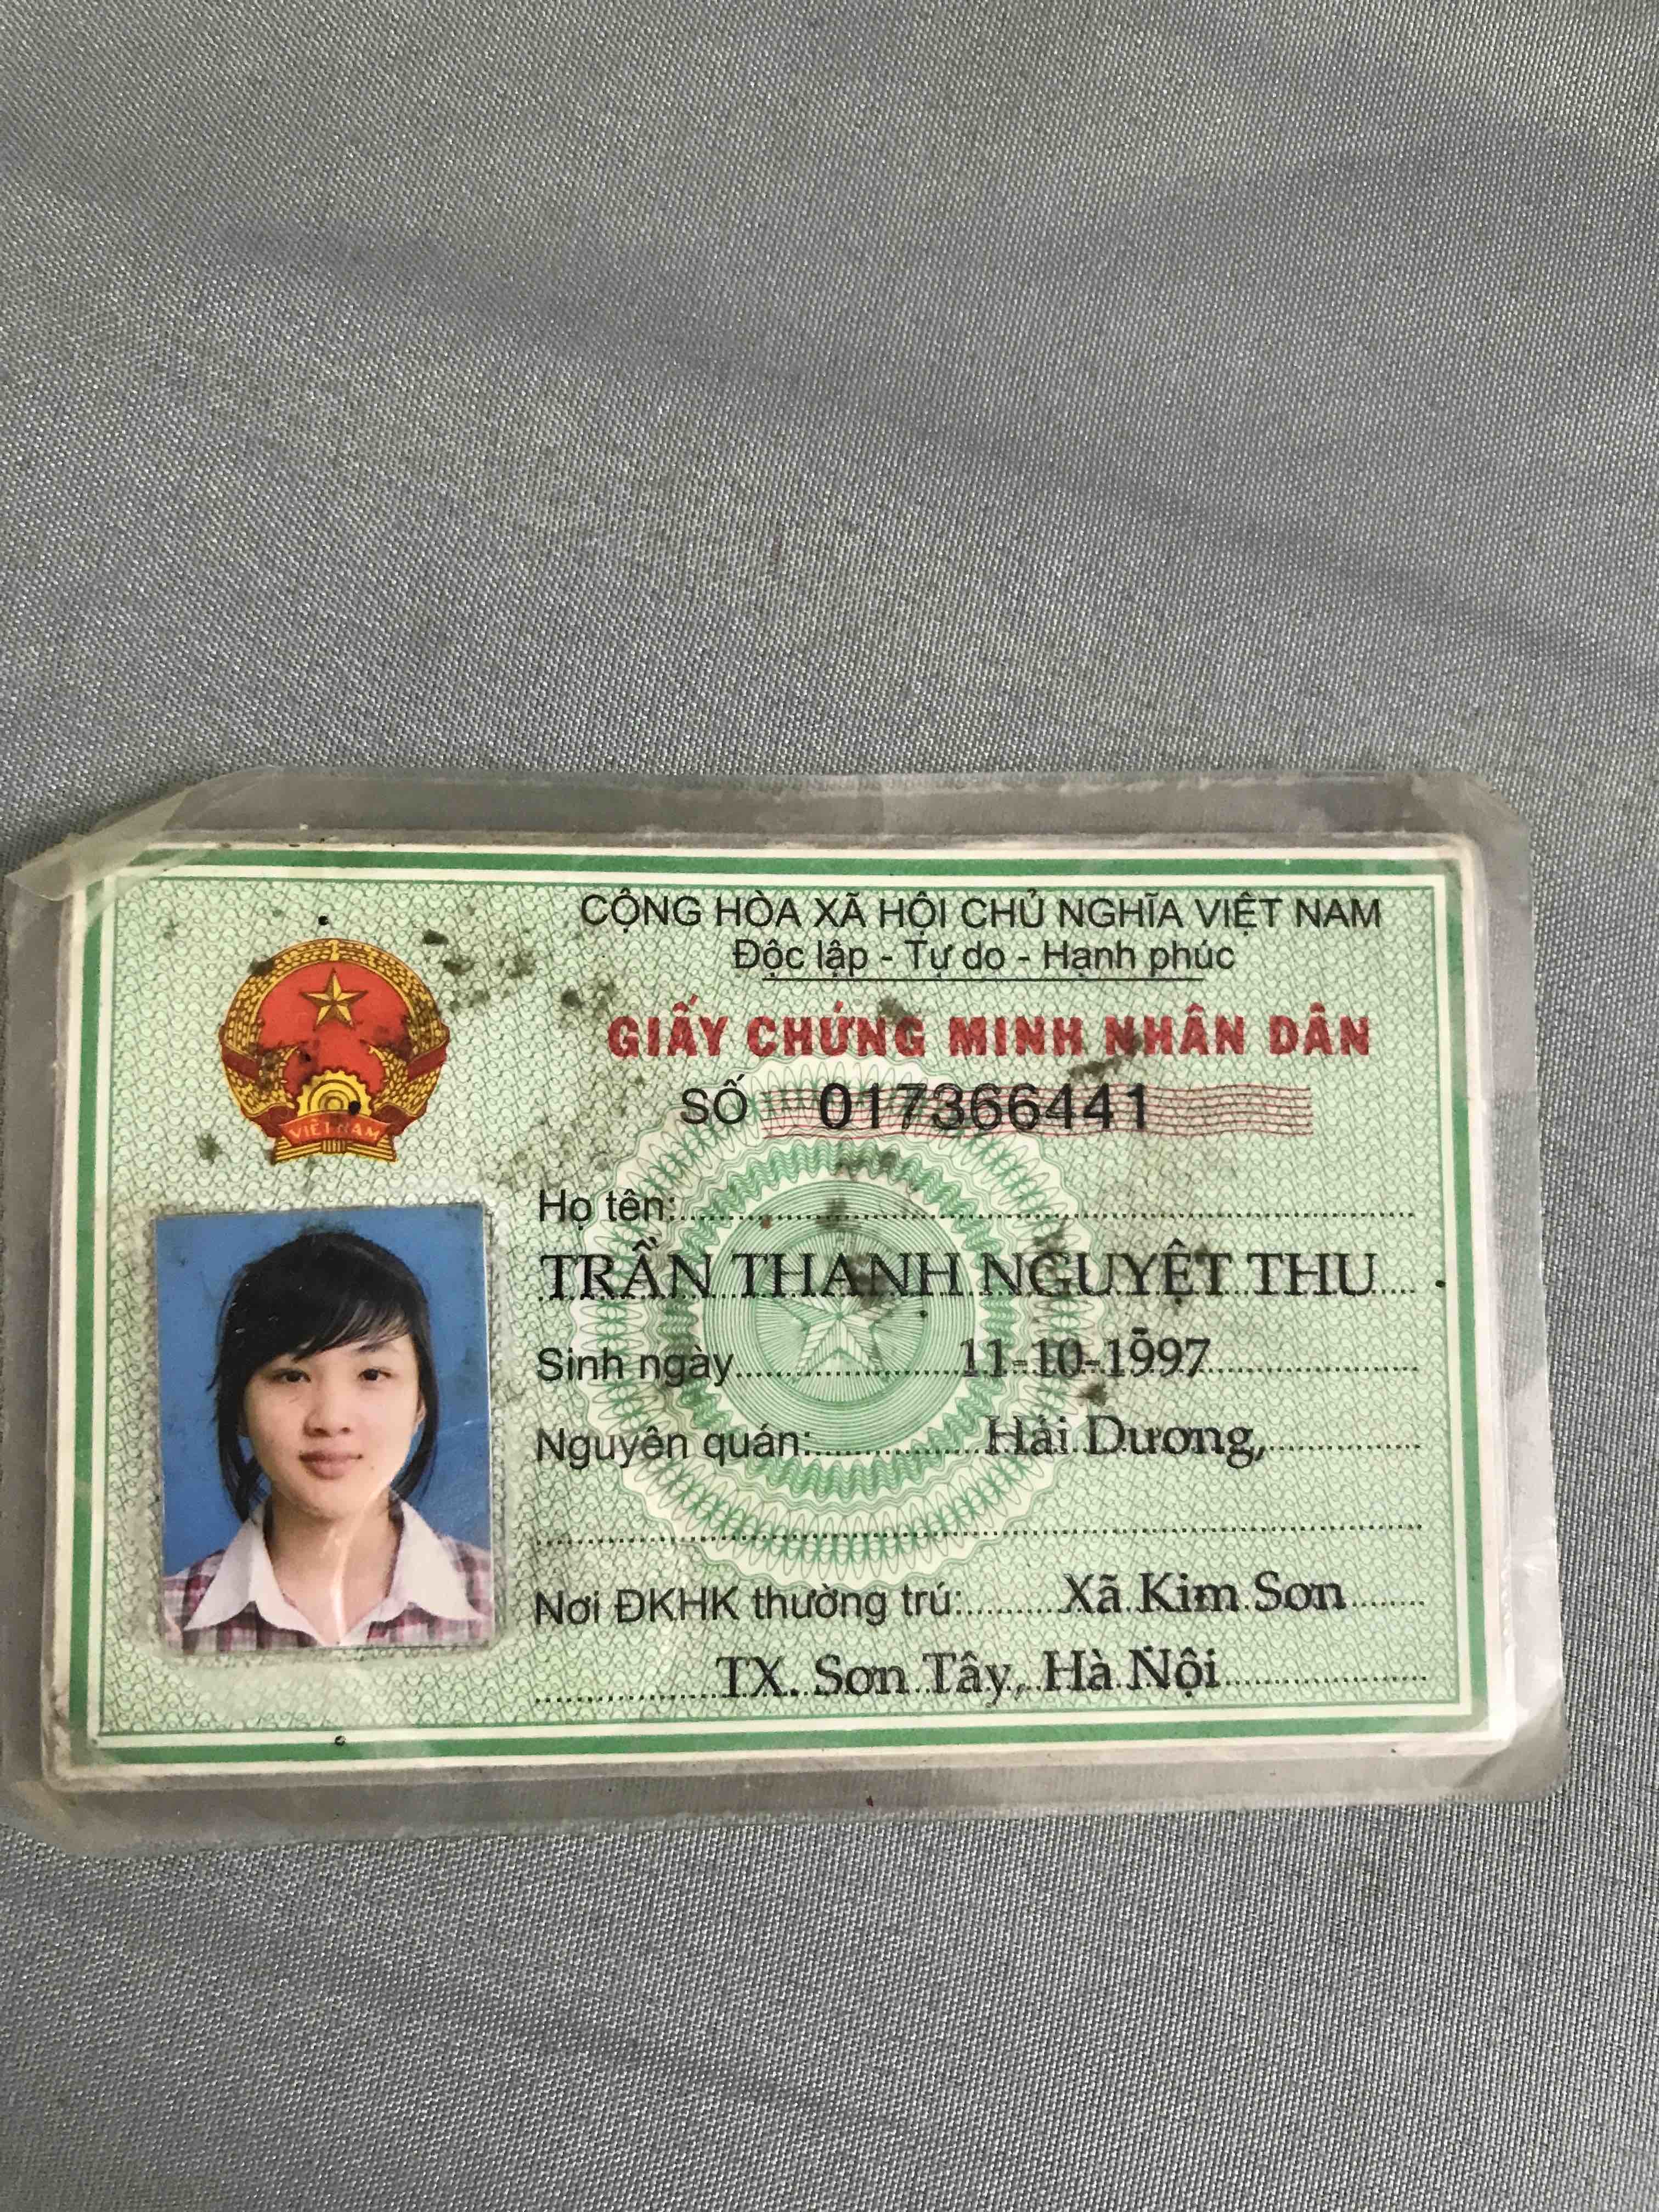 CỘNG HÒA XÃ HỘI CHỦ NGHĨA VIỆT NAM
Độc lập - Tự do - Hạnh phúc
GIẤY CHỨNG MINH NHÂN DÂN
SỐ 017366441
VIỆT NAM
Họ tên:
TRẦN THANH NGUYỆT THU
Sinh ngày 11-10-1997
Nguyên quán: Hải Dương,
Nơi ĐKHK thường trú: Xã Kim Sơn
TX. Sơn Tây, Hà Nội